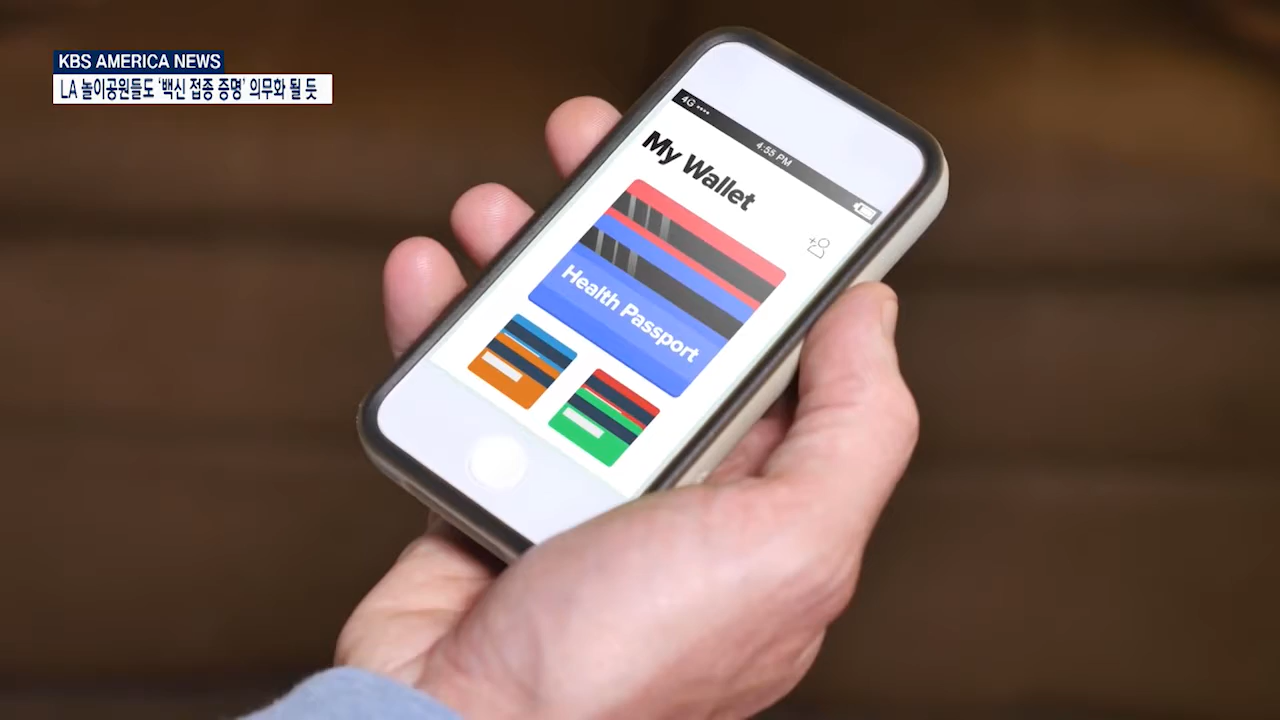 KBS AMERICA NEWS
LA 놀이공원들도 ‘백신 접종 증명’ 의무화 될 듯
4G
4:55 PM
My Wallet
Health Passport